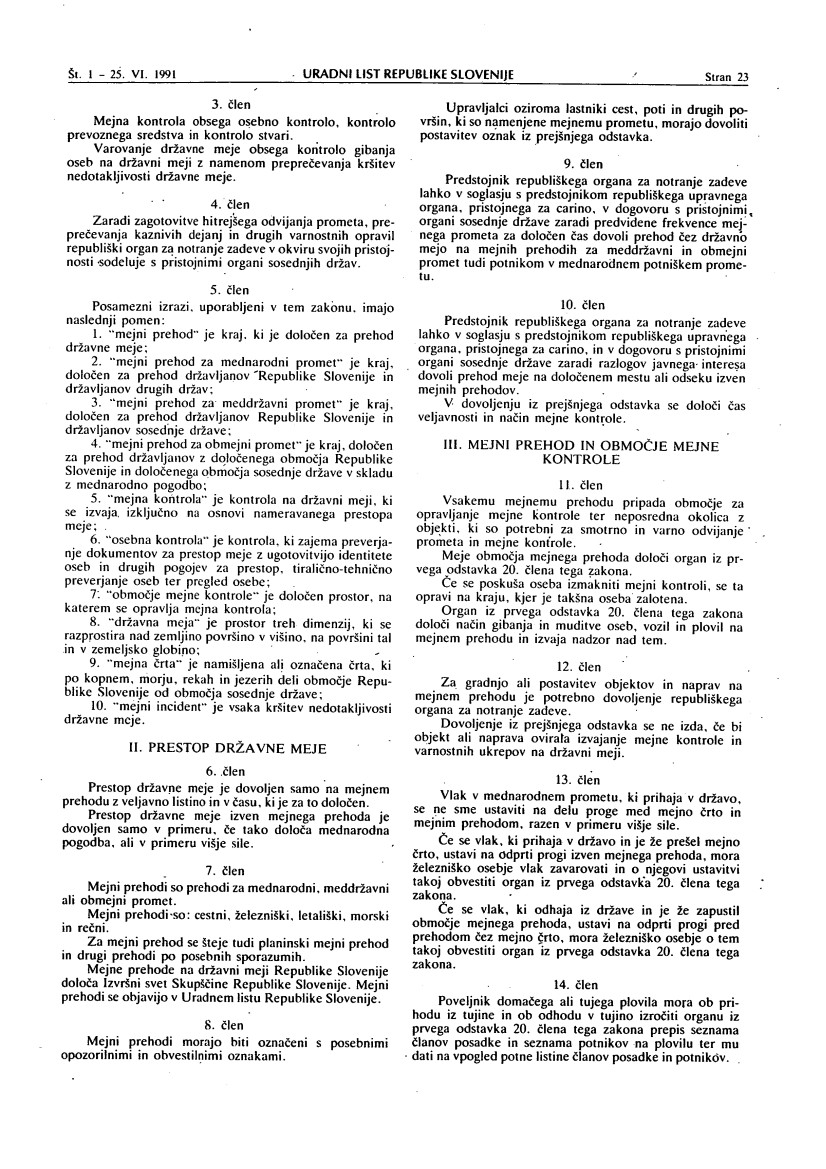 Št. 1 – 25. VI. 1991 URADNI LIST REPUBLIKE SLOVENIJE Stran 23
3. člen
Mejna kontrola obsega osebno kontrolo, kontrolo
prevoznega sredstva in kontrolo stvari.
Varovanje državne meje obsega kontrolo gibanja
oseb na državni meji z namenom preprečevanja kršitev
nedotakljivosti državne meje.
4. člen
Zaradi zagotovitve hitrejšega odvijanja prometa, pre-
prečevanja kaznivih dejanj in drugih varnostnih opravil
republiški organ za notranje zadeve v okviru svojih pristoj-
nosti sodeluje s pristojnimi organi sosednjih držav.
5. člen
Posamezni izrazi, uporabljeni v tem zakonu, imajo
naslednji pomen:
1. "mejni prehod" je kraj, ki je določen za prehod
državne meje;
2. "mejni prehod za mednarodni promet" je kraj,
določen za prehod državljanov Republike Slovenije in
državljanov drugih držav;
3. "mejni prehod za meddržavni promet" je kraj,
določen za prehod državljanov Republike Slovenije in
državljanov sosednje države;
4. "mejni prehod za obmejni promet" je kraj, določen
za prehod državljanov z določenega območja Republike
Slovenije in določenega območja sosednje države v skladu
z mednarodno pogodbo;
5. "mejna kontrola" je kontrola na državni meji, ki
se izvaja izključno na osnovi nameravanega prestopa
meje;
6. "osebna kontrola" je kontrola, ki zajema preverja-
nje dokumentov za prestop meje z ugotovitvijo identitete
oseb in drugih pogojev za prestop, tiralično-tehnično
preverjanje oseb ter pregled osebe;
7. "območje mejne kontrole" je določen prostor, na
katerem se opravlja mejna kontrola;
8. "državna meja" je prostor treh dimenzij, ki se
razprostira nad zemljino površino v višino, na površini tal
in v zemeljsko globino;
9. "mejna črta" je namišljena ali označena črta, ki
po kopnem, morju, rekah in jezerih deli območje Repu-
blike Slovenije od območja sosednje države;
10. "mejni incident" je vsaka kršitev nedotakljivosti
državne meje.
II. PRESTOP DRŽAVNE MEJE
6. člen
Prestop državne meje je dovoljen samo na mejnem
prehodu z veljavno listino in v času, ki je za to določen.
Prestop državne meje izven mejnega prehoda je
dovoljen samo v primeru, če tako določa mednarodna
pogodba, ali v primeru višje sile.
7. člen
Mejni prehodi so prehodi za mednarodni, meddržavni
ali obmejni promet.
Mejni prehodi so: cestni, železniški, letališki, morski
in rečni.
Za mejni prehod se šteje tudi planinski mejni prehod
in drugi prehodi po posebnih sporazumih.
Mejne prehode na državni meji Republike Slovenije
določa Izvršni svet Skupščine Republike Slovenije. Mejni
prehodi se objavijo v Uradnem listu Republike Slovenije.
8. člen
Mejni prehodi morajo biti označeni s posebnimi
opozorilnimi in obvestilnimi oznakami.
Upravljalci oziroma lastniki cest, poti in drugih po-
vršin, ki so namenjene mejnemu prometu, morajo dovoliti
postavitev oznak iz prejšnjega odstavka.
9. člen
Predstojnik republiškega organa za notranje zadeve
lahko v soglasju s predstojnikom republiškega upravnega
organa, pristojnega za carino, v dogovoru s pristojnimi
organi sosedne države zaradi predvidene frekvence mej-
nega prometa za določen čas dovoli prehod čez državno
mejo na mejnih prehodih za meddržavni in obmejni
promet tudi potnikom v mednarodnem potniškem prome-
tu.
10. člen
Predstojnik republiškega organa za notranje zadeve
lahko v soglasju s predstojnikom republiškega upravnega
organa, pristojnega za carino, in v dogovoru s pristojnimi
organi sosednje države zaradi razlogov javnega interesa
dovoli prehod meje na določenem mestu ali odseku izven
mejnih prehodov.
V dovoljenju iz prejšnjega odstavka se določi čas
veljavnosti in način mejne kontrole.
III. MEJNI PREHOD IN OBMOČJE MEJNE
KONTROLE
11. člen
Vsakemu mejnemu prehodu pripada območje za
opravljanje mejne kontrole ter neposredna okolica z
objekti, ki so potrebni za smotrno in varno odvijanje
prometa in mejne kontrole.
Meje območja mejnega prehoda določi organ iz pr-
vega odstavka 20. člena tega zakona.
Če se poskuša oseba izmakniti mejni kontroli, se ta
opravi na kraju, kjer je takšna oseba zalotena.
Organ iz prvega odstavka 20. člena tega zakona
določi način gibanja in muditve oseb, vozil in plovil na
mejnem prehodu in izvaja nadzor nad tem.
12. člen
Za gradnjo ali postavitev objektov in naprav na
mejnem prehodu je potrebno dovoljenje republiškega
organa za notranje zadeve.
Dovoljenje iz prejšnjega odstavka se ne izda, če bi
objekt ali naprava ovirala izvajanje mejne kontrole in
varnostnih ukrepov na državni meji.
13. člen
Vlak v mednarodnem prometu, ki prihaja v državo,
se ne sme ustaviti na delu proge med mejno črto in
mejnim prehodom, razen v primeru višje sile.
Če se vlak, ki prihaja v državo in je že prešel mejno
črto, ustavi na odprti progi izven mejnega prehoda, mora
železniško osebje vlak zavarovati in o njegovi ustavitvi
takoj obvestiti organ iz prvega odstavka 20. člena tega
zakona.
Če se vlak, ki odhaja iz države in je že zapustil
območje mejnega prehoda, ustavi na odprti progi pred
prehodom čez mejno črto, mora železniško osebje o tem
takoj obvestiti organ iz prvega odstavka 20. člena tega
zakona.
14. člen
Poveljnik domačega ali tujega plovila mora ob pri-
hodu iz tujine in ob odhodu v tujino izročiti organu iz
prvega odstavka 20. člena tega zakona prepis seznama
članov posadke in seznama potnikov na plovilu ter mu
dati na vpogled potne listine članov posadke in potnikov.